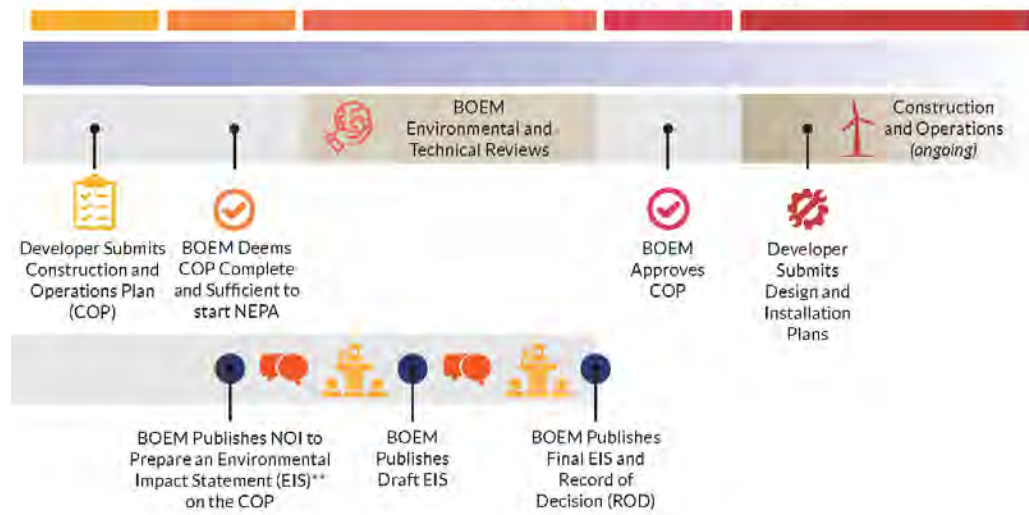 BOEM
Environmental and
Technical Reviews
Construction
and Operations
(ongoing)
Developer Submits
Construction and
Operations Plan
(COP)
BOEM Deems
COP Complete
and Sufficient to
start NEPA
BOEM
Approves
COP
Developer
Submits
Design and
Installation
Plans
BOEM Publishes NOI to
Prepare an Environmental
Impact Statement (EIS)**
on the COP
BOEM
Publishes
Draft EIS
BOEM Publishes
Final EIS and
Record of
Decision (ROD)